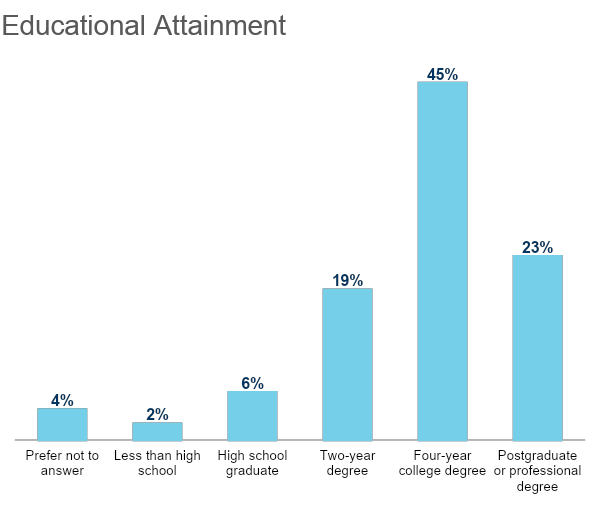 Educational Attainment
45%
23%
19%
6%
4%
2%
Prefer not to
answer
Less than high
school
High school
graduate
Two-year
degree
Four-year
college degree
Postgraduate
or professional
degree